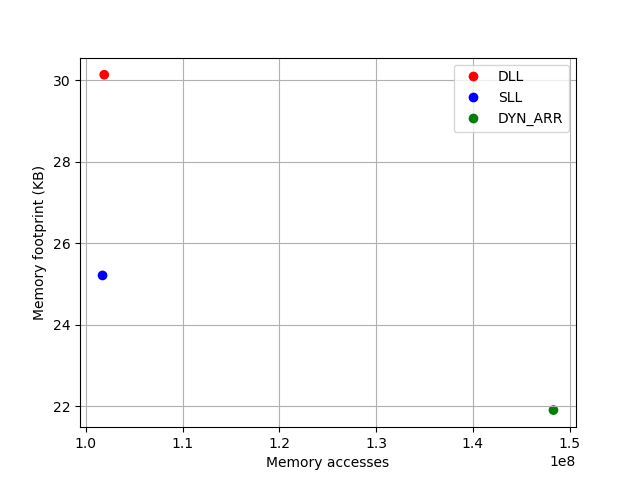 30
28
26
24
22
Memory footprint (KB)
DLL
SLL
DYN_ARR
1.0 1.1 1.2 1.3 1.4 1.5
1e8
Memory accesses